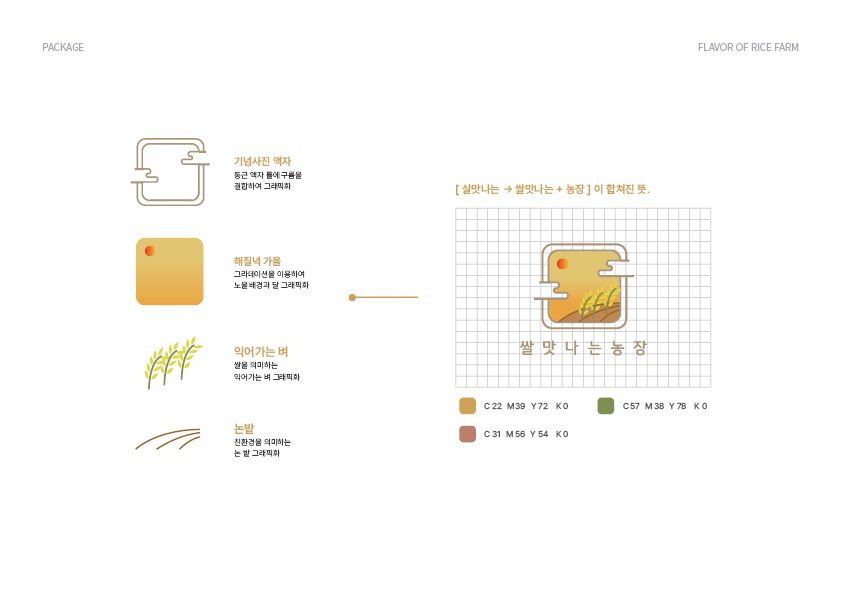 PACKAGE
FLAVOR OF RICE FARM
기념사진 액자
둥근 액자 틀에 구름을
결합하여 그래픽화
해질녘 가을
그라데이션을 이용하여
노을 배경과 달 그래픽화
익어가는 벼
쌀을 의미하는
익어가는 벼 그래픽화
논밭
친환경을 의미하는
논 밭 그래픽화
[ 살맛나는 → 쌀맛나는 + 농장 ] 이 합쳐진 뜻.
쌀맛나는농장
C 22 M 39 Y 72 K 0
C 57 M 38 Y 78 K 0
C 31 M 56 Y 54 K 0